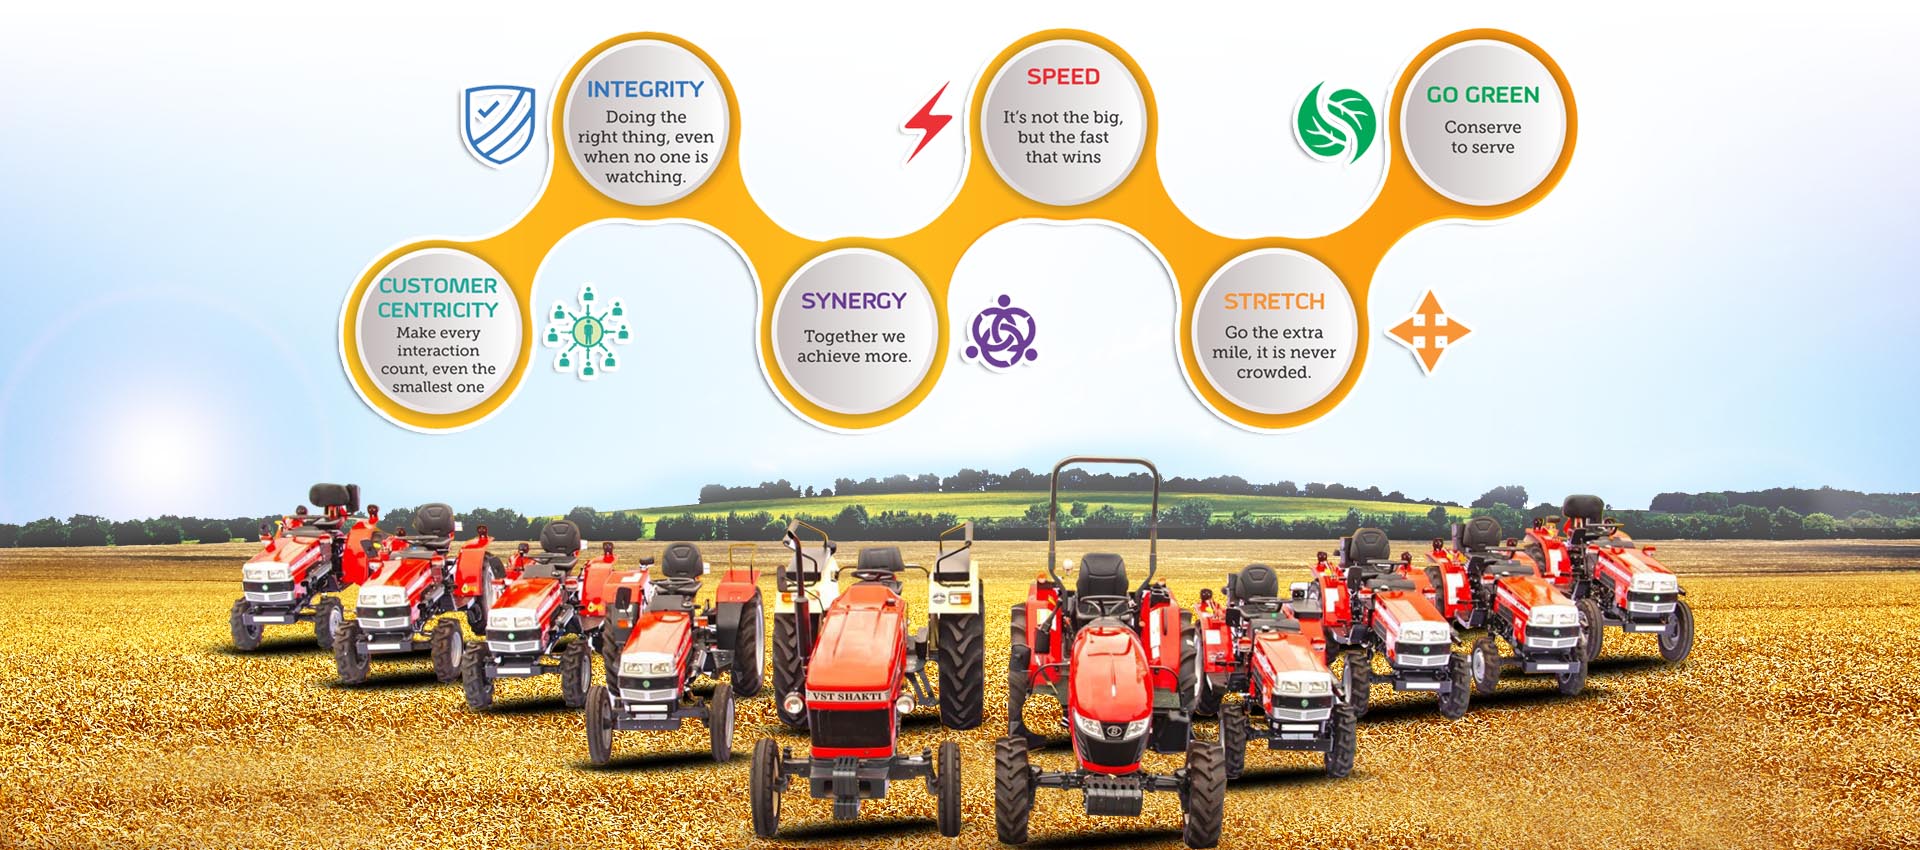 INTEGRITY
Doing the
right thing, even
when no one is
watching.
SPEED
It's not the big,
but the fast
that wins
GO GREEN
Conserve
to serve
CUSTOMER
CENTRICITY
Make every
interaction
count, even the
smallest one
SYNERGY
Together we
achieve more.
STRETCH
Go the extra
mile, it is never
crowded.
VST SHAKTI